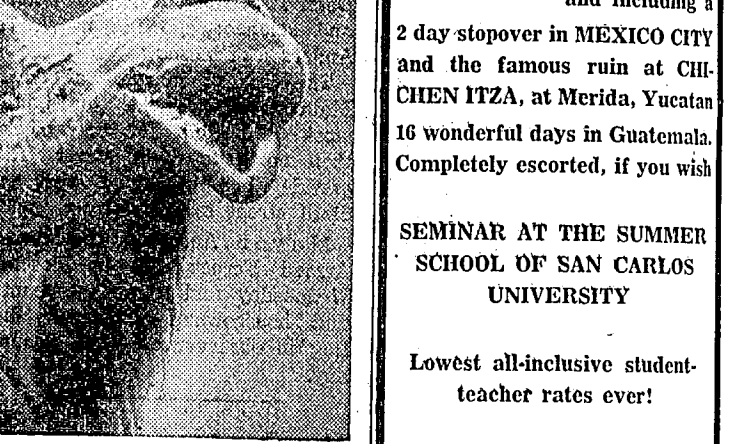 and including a
2 day stopover in MEXICO CITY
and the famous ruin at CHI-
CHEN ITZA, at Merida, Yucatan
16 wonderful days in Guatemala.
Completely escorted, if you wish
SEMINAR AT THE SUMMER
SCHOOL OF SAN CARLOS
UNIVERSITY
Lowest all-inclusive student-
teacher rates ever!